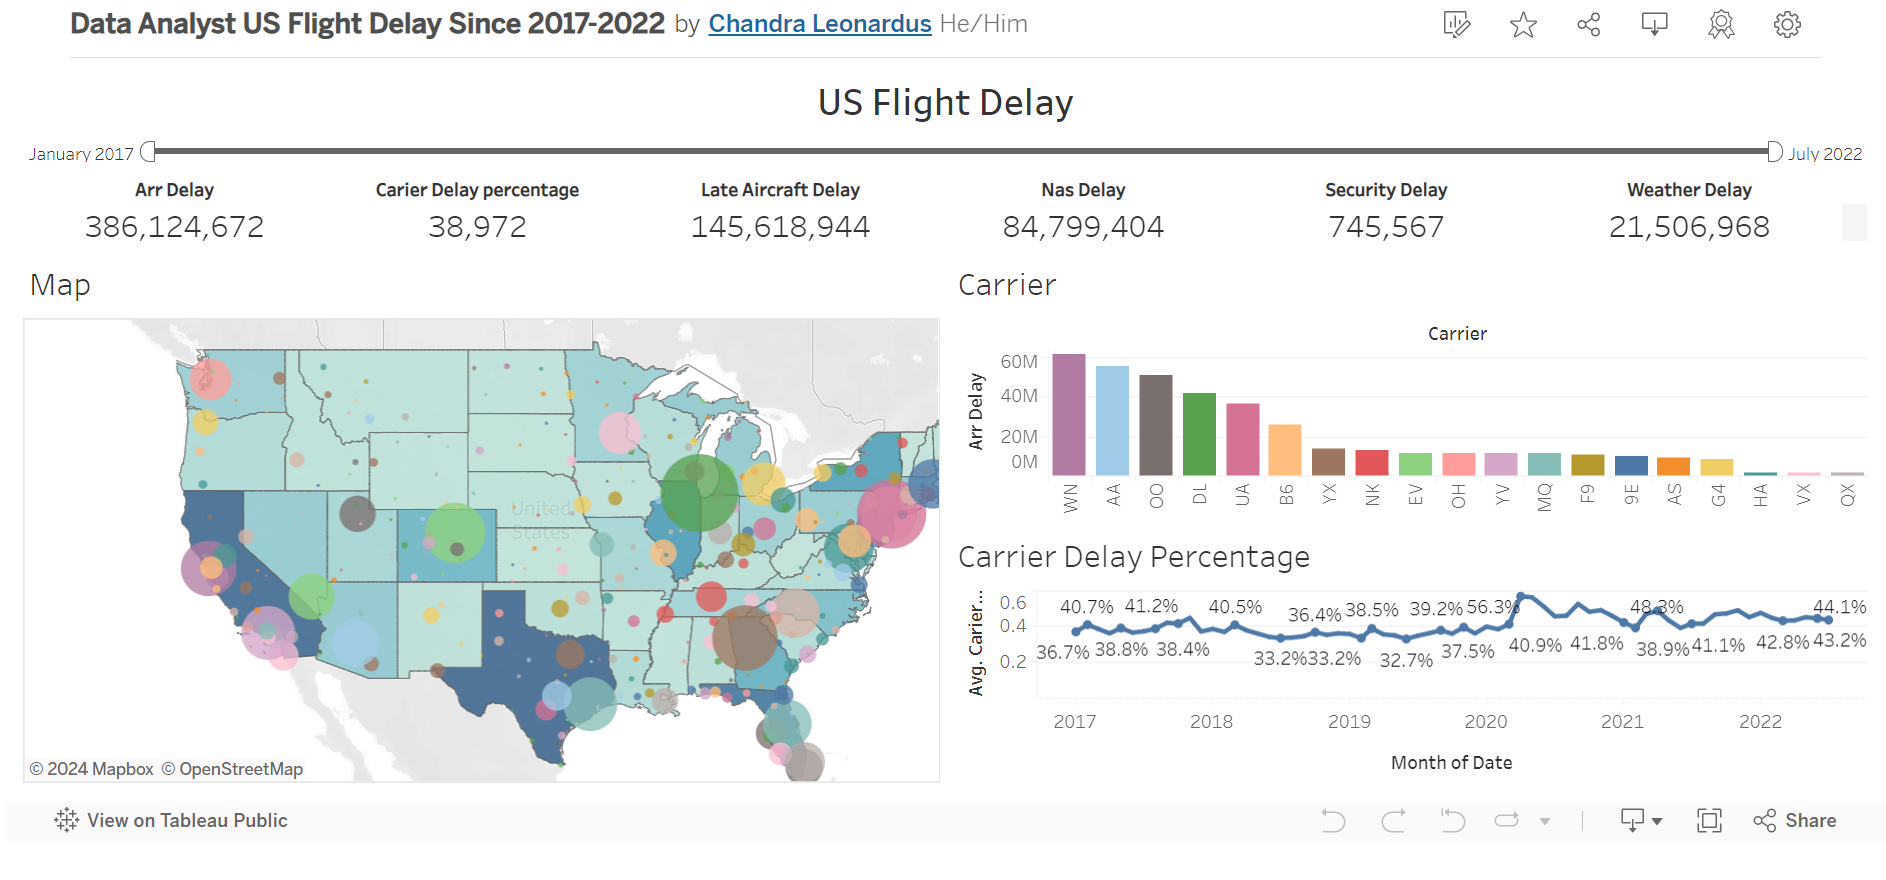 Data Analyst US Flight Delay Since 2017-2022 by Chandra Leonardus He/Him
US Flight Delay
January 2017
July 2022
Arr Delay
386,124,672
Carier Delay percentage
38,972
Late Aircraft Delay
145,618,944
Nas Delay
84,799,404
Security Delay
745,567
Weather Delay
21,506,968
Map
United
States
© 2024 Mapbox © OpenStreetMap
Carrier
Carrier
Arr Delay
60M
40M
20M
0M
WN AA OO DL UA B6 YX NK EV OH YV MQ F9 9E AS G4 HA VX QX
Carrier Delay Percentage
Avg. Carier...
0.6
0.4
0.2
40.7% 41.2% 40.5% 36.4% 38.5% 39.2% 56.3% 48.3% 44.1%
36.7% 38.8% 38.4% 33.2% 33.2% 32.7% 37.5% 40.9% 41.8% 38.9% 41.1% 42.8% 43.2%
2017 2018 2019 2020 2021 2022
Month of Date
View on Tableau Public
Share